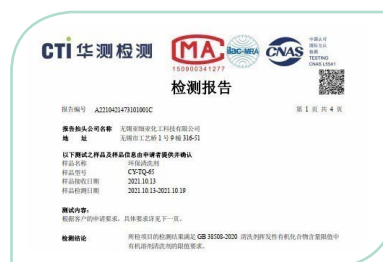 CTI 华测检测
MA
150900341277
ilac-MRA
CNAS
中国认可
国际互认
检测
TESTING
CNAS L5541
检测报告
报告编号 A2210421473101001C 第 1 页 共 4 页
报告抬头公司名称 无锡亚细亚化工科技有限公司
地 址 无锡市工艺桥 1 号 9 幢 316-51
以下测试之样品及样品信息由申请者提供并确认
样品名称 环保清洗剂
样品型号 CY-TQ-65
样品接收日期 2021.10.13
样品检测日期 2021.10.13-2021.10.19
测试内容:
根据客户的申请要求,具体要求详见下一页。
检测结论 所检项目的检测结果满足 GB 38508-2020 清洗剂挥发性有机化合物含量限值中
有机溶剂清洗剂的限值要求。